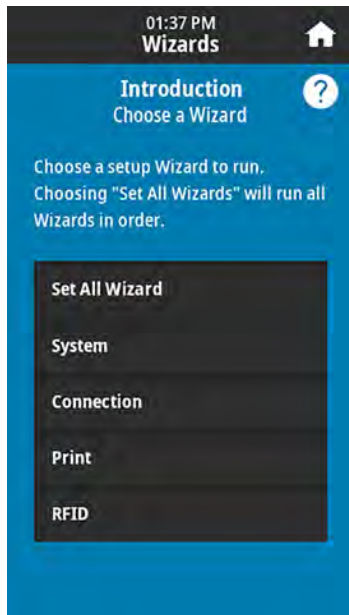 01:37 PM
Wizards
Introduction
?
Choose a Wizard
Choose a setup Wizard to run.
Choosing "Set All Wizards" will run all
Wizards in order.
Set All Wizard
System
Connection
Print
RFID